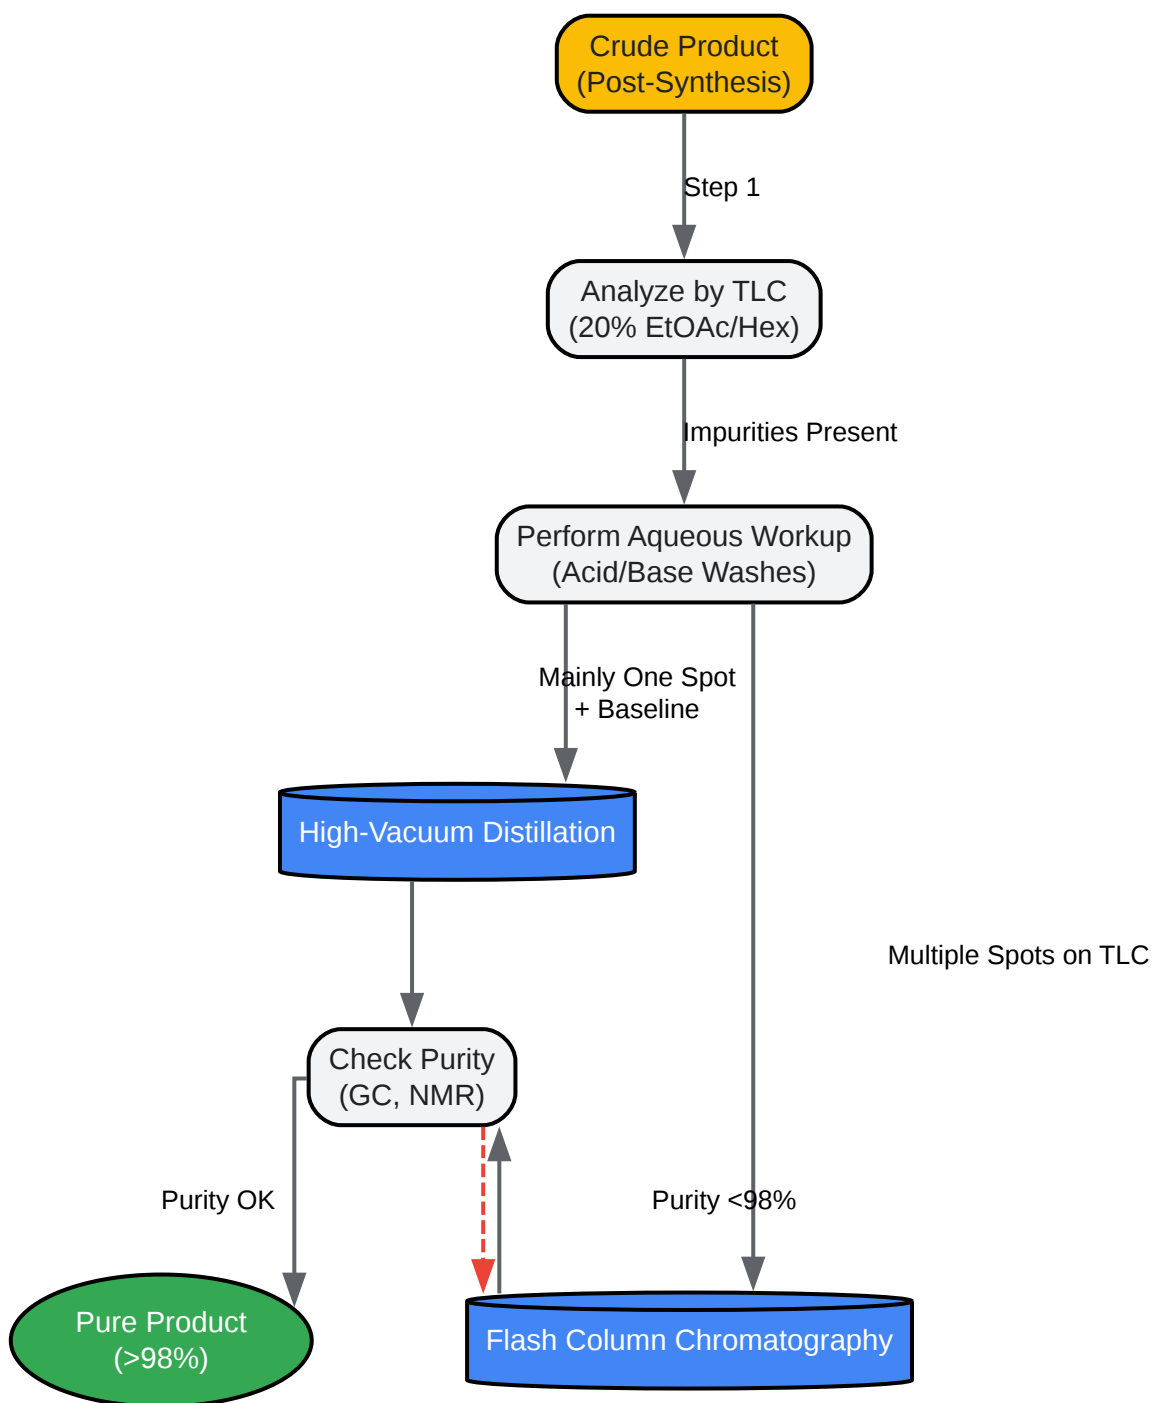 Crude Product
(Post-Synthesis)
Step 1
Analyze by TLC
(20% EtOAc/Hex)
Impurities Present
Perform Aqueous Workup
(Acid/Base Washes)
Mainly One Spot
+ Baseline
High-Vacuum Distillation
Multiple Spots on TLC
Check Purity
(GC, NMR)
Purity OK
Purity <98%
Pure Product
(>98%)
Flash Column Chromatography